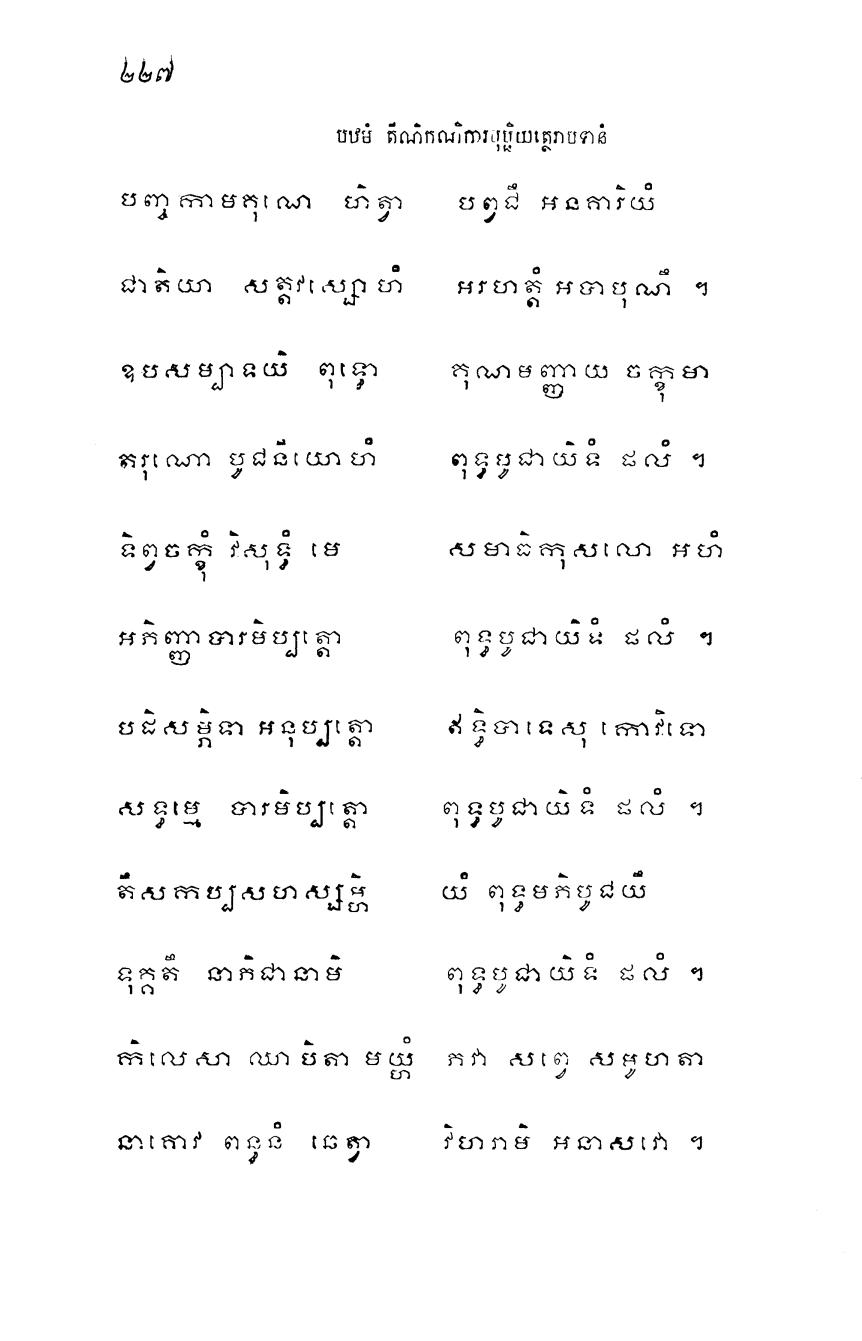 ២២៧
បឋមំ តីណិកណិការបុប្ផិយត្ថេរាបទានំ
បញ្ចកាមគុណេ ហិត្វា បព្វជឹ អនគារិយំ
ជាតិយា សត្តវស្សោហំ អរហត្តំ អបាបុណឹ ។
ឧបសម្បាទយិ ពុទ្ធោ គុណមញ្ញាយ ចក្ខុមា
តរុណោ បូជនីយោហំ ពុទ្ធបូជាយិទំ ផលំ ។
ទិព្វចក្ខុំ វិសុទ្ធំ មេ សមាធិកុសលោ អហំ
អភិញ្ញាបារមិប្បត្តោ ពុទ្ធបូជាយិទំ ផលំ ។
បដិសម្ភិទា អនុប្បត្តោ ឥទ្ធិបាទេសុ កោវិទោ
សទ្ធម្មេ បារមិប្បត្តោ ពុទ្ធបូជាយិទំ ផលំ ។
តឹសកប្បសហស្សម្ហិ យំ ពុទ្ធមភិបូជយឹ
ទុគ្គតឹ នាភិជានាមិ ពុទ្ធបូជាយិទំ ផលំ ។
កិលេសា ឈាបិតា មយ្ហំ ភវា សព្វេ សមូហតា
នាគោវ ពន្ធនំ ឆេត្វា វិហរាមិ អនាសវោ ។